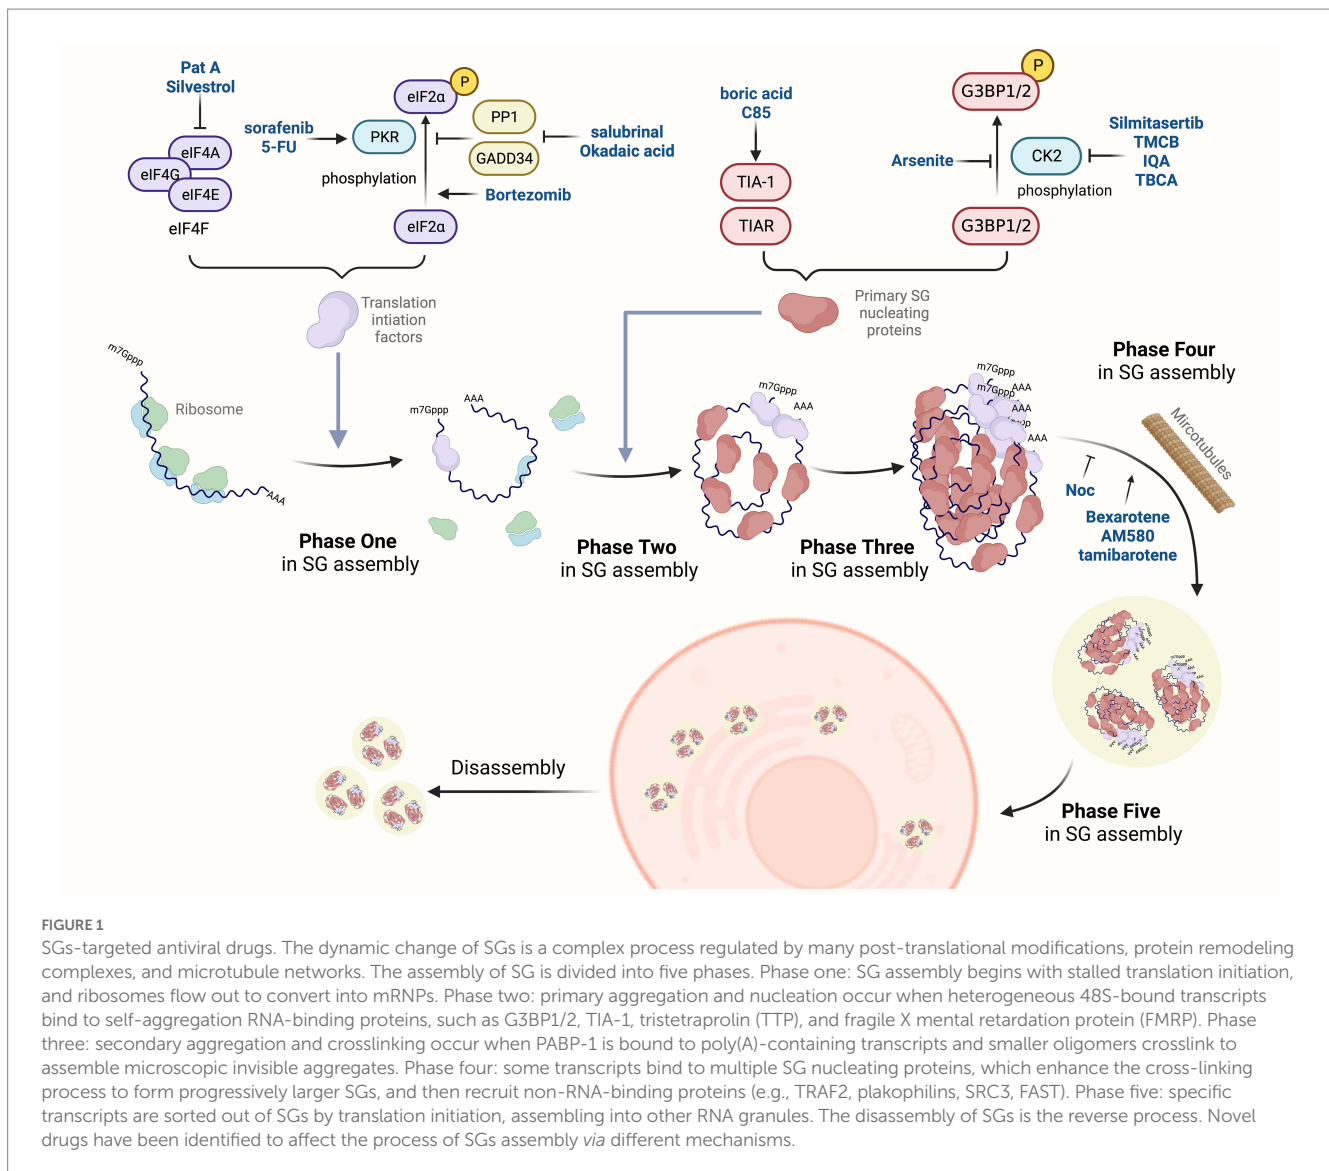 Pat A
Silvestrol
eIF4A
eIF4G
eIF4E
eIF4F
sorafenib
5-FU
PKR
eIF2α
P
PP1
GADD34
salubrinal
Okadaic acid
phosphylation
Bortezomib
eIF2α
boric acid
C85
TIA-1
TIAR
P
G3BP1/2
Arsenite
CK2
Silmitasertib
TMCB
IQA
TBCA
phosphylation
G3BP1/2
Translation
intiation
factors
Primary SG
nucleating
proteins
m7Gppp
Ribosome
AAA
Phase One
in SG assembly
m7Gppp
AAA
Phase Two
in SG assembly
m7Gppp
AAA
Phase Three
in SG assembly
m7Gppp
AAA
m7Gppp
AAA
AAA
Phase Four
in SG assembly
Mircotubules
Noc
Bexarotene
AM580
tamibarotene
Phase Five
in SG assembly
Disassembly
FIGURE 1
SGs-targeted antiviral drugs. The dynamic change of SGs is a complex process regulated by many post-translational modifications, protein remodeling
complexes, and microtubule networks. The assembly of SG is divided into five phases. Phase one: SG assembly begins with stalled translation initiation,
and ribosomes flow out to convert into mRNPs. Phase two: primary aggregation and nucleation occur when heterogeneous 48S-bound transcripts
bind to self-aggregation RNA-binding proteins, such as G3BP1/2, TIA-1, tristetraprolin (TTP), and fragile X mental retardation protein (FMRP). Phase
three: secondary aggregation and crosslinking occur when PABP-1 is bound to poly(A)-containing transcripts and smaller oligomers crosslink to
assemble microscopic invisible aggregates. Phase four: some transcripts bind to multiple SG nucleating proteins, which enhance the cross-linking
process to form progressively larger SGs, and then recruit non-RNA-binding proteins (e.g., TRAF2, plakophilins, SRC3, FAST). Phase five: specific
transcripts are sorted out of SGs by translation initiation, assembling into other RNA granules. The disassembly of SGs is the reverse process. Novel
drugs have been identified to affect the process of SGs assembly via different mechanisms.